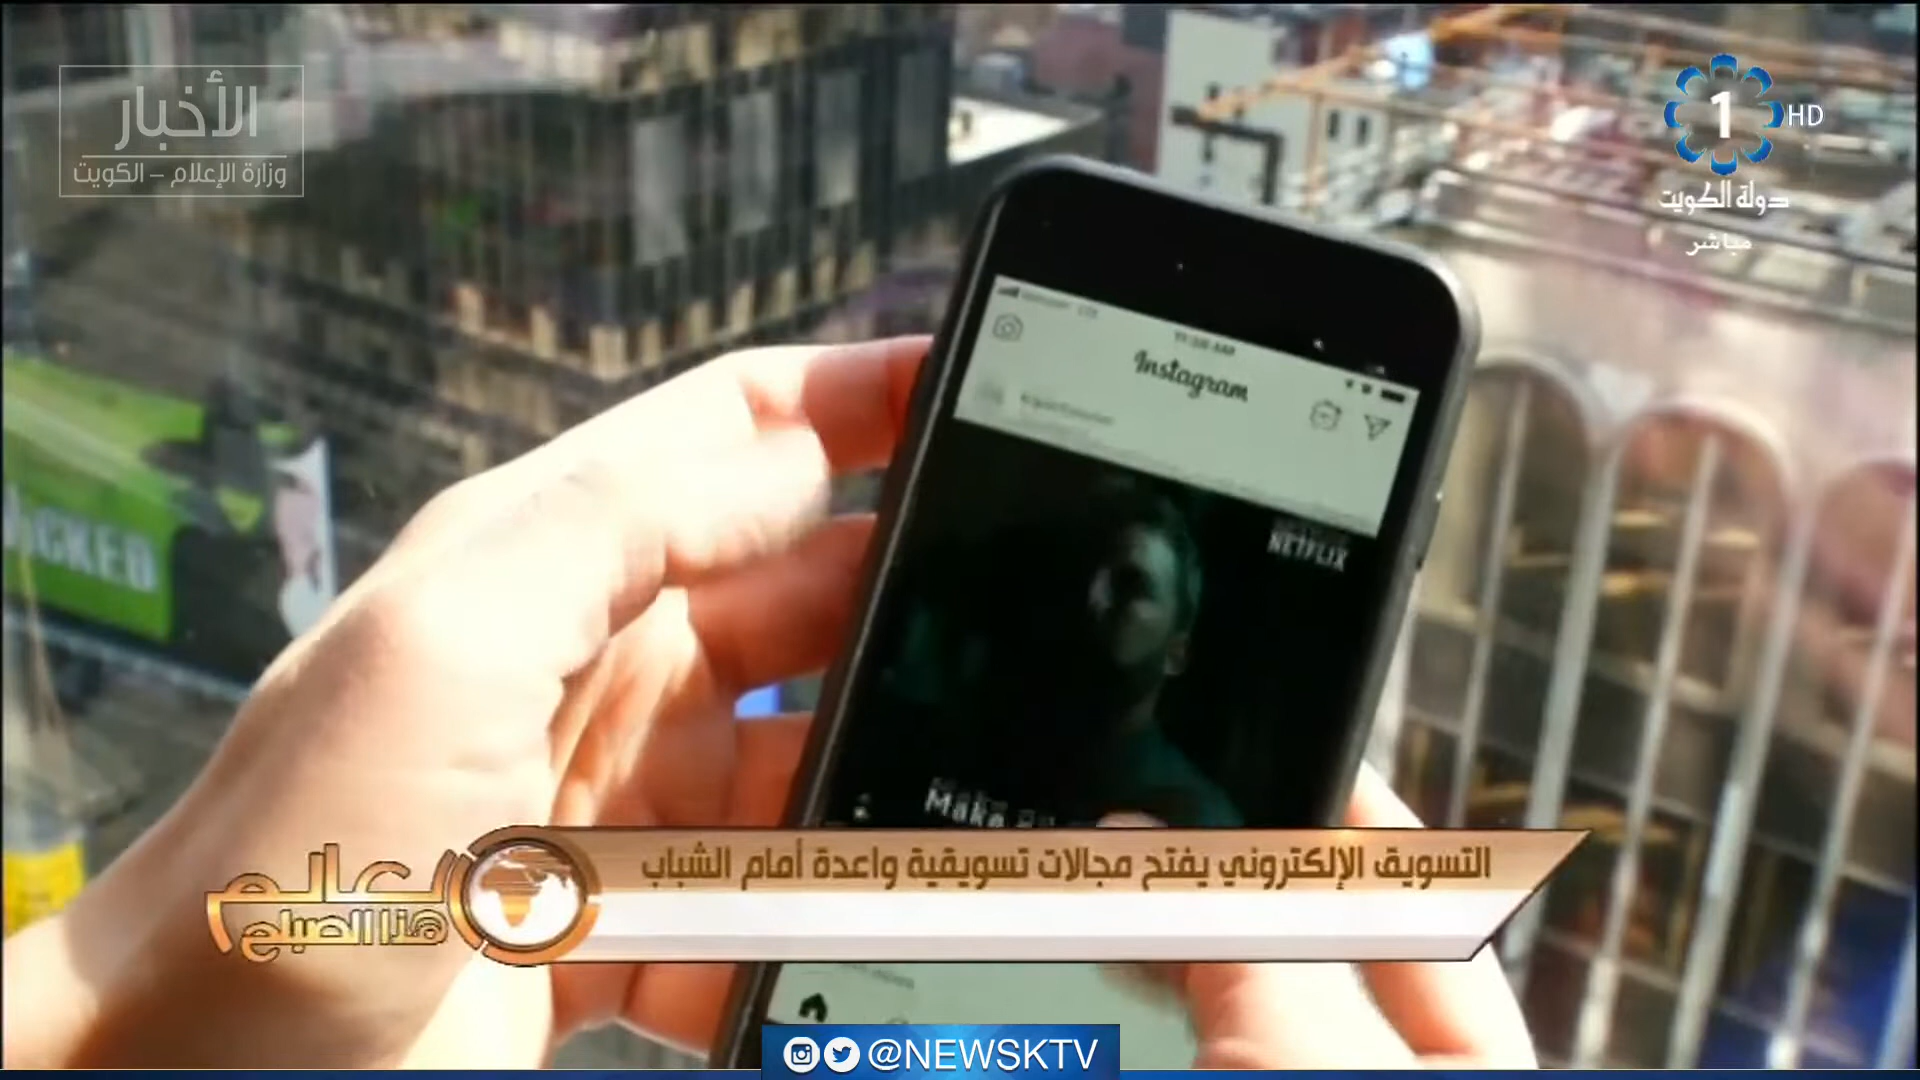 الأخبار
وزارة الإعلام – الكويت
1 HD
دولة الكويت
مباشر
Instagram
NETFLIX
Make
التسويق الإلكتروني يفتح مجالات تسويقية واعدة أمام الشباب
عالم
هذا الصباح
@NEWSKTV